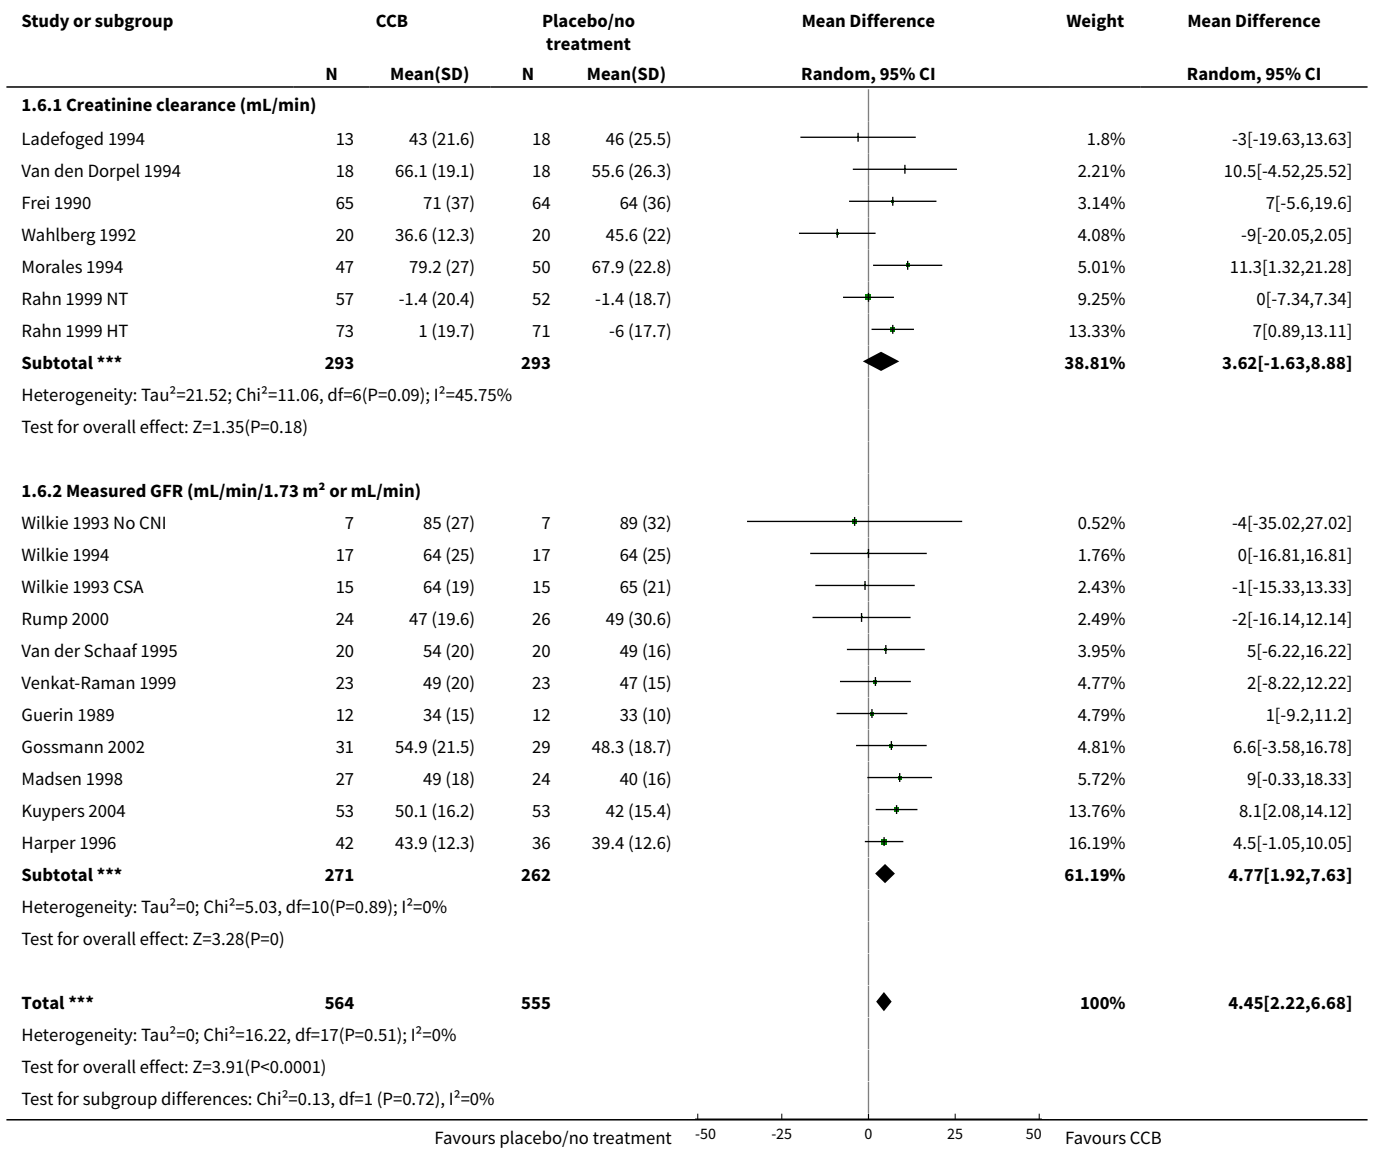 Study or subgroup CCB Placebo/no treatment Mean Difference Weight Mean Difference
N Mean(SD) N Mean(SD) Random, 95% CI Random, 95% CI
1.6.1 Creatinine clearance (mL/min)
Ladefoged 1994 13 43 (21.6) 18 46 (25.5) 1.8% -3[-19.63,13.63]
Van den Dorpel 1994 18 66.1 (19.1) 18 55.6 (26.3) 2.21% 10.5[-4.52,25.52]
Frei 1990 65 71 (37) 64 64 (36) 3.14% 7[-5.6,19.6]
Wahlberg 1992 20 36.6 (12.3) 20 45.6 (22) 4.08% -9[-20.05,2.05]
Morales 1994 47 79.2 (27) 50 67.9 (22.8) 5.01% 11.3[1.32,21.28]
Rahn 1999 NT 57 -1.4 (20.4) 52 -1.4 (18.7) 9.25% 0[-7.34,7.34]
Rahn 1999 HT 73 1 (19.7) 71 -6 (17.7) 13.33% 7[0.89,13.11]
Subtotal *** 293 293 38.81% 3.62[-1.63,8.88]
Heterogeneity: Tau²=21.52; Chi²=11.06, df=6(P=0.09); I²=45.75%
Test for overall effect: Z=1.35(P=0.18)
1.6.2 Measured GFR (mL/min/1.73 m² or mL/min)
Wilkie 1993 No CNI 7 85 (27) 7 89 (32) 0.52% -4[-35.02,27.02]
Wilkie 1994 17 64 (25) 17 64 (25) 1.76% 0[-16.81,16.81]
Wilkie 1993 CSA 15 64 (19) 15 65 (21) 2.43% -1[-15.33,13.33]
Rump 2000 24 47 (19.6) 26 49 (30.6) 2.49% -2[-16.14,12.14]
Van der Schaaf 1995 20 54 (20) 20 49 (16) 3.95% 5[-6.22,16.22]
Venkat-Raman 1999 23 49 (20) 23 47 (15) 4.77% 2[-8.22,12.22]
Guerin 1989 12 34 (15) 12 33 (10) 4.79% 1[-9.2,11.2]
Gossmann 2002 31 54.9 (21.5) 29 48.3 (18.7) 4.81% 6.6[-3.58,16.78]
Madsen 1998 27 49 (18) 24 40 (16) 5.72% 9[-0.33,18.33]
Kuypers 2004 53 50.1 (16.2) 53 42 (15.4) 13.76% 8.1[2.08,14.12]
Harper 1996 42 43.9 (12.3) 36 39.4 (12.6) 16.19% 4.5[-1.05,10.05]
Subtotal *** 271 262 61.19% 4.77[1.92,7.63]
Heterogeneity: Tau²=0; Chi²=5.03, df=10(P=0.89); I²=0%
Test for overall effect: Z=3.28(P=0)
Total *** 564 555 100% 4.45[2.22,6.68]
Heterogeneity: Tau²=0; Chi²=16.22, df=17(P=0.51); I²=0%
Test for overall effect: Z=3.91(P<0.0001)
Test for subgroup differences: Chi²=0.13, df=1 (P=0.72), I²=0%
Favours placebo/no treatment -50 -25 0 25 50 Favours CCB